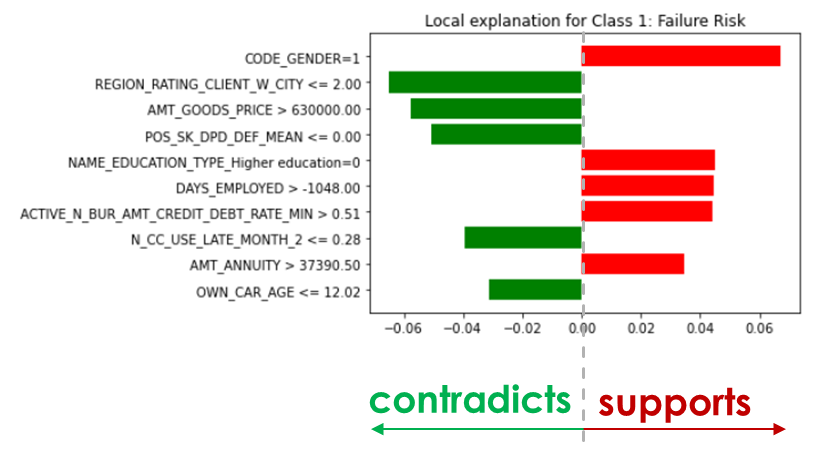 Local explanation for Class 1: Failure Risk
CODE_GENDER=1
REGION_RATING_CLIENT_W_CITY <= 2.00
AMT_GOODS_PRICE > 630000.00
POS_SK_DPD_DEF_MEAN <= 0.00
NAME_EDUCATION_TYPE_Higher education=0
DAYS_EMPLOYED > -1048.00
ACTIVE_N_BUR_AMT_CREDIT_DEBT_RATE_MIN > 0.51
N_CC_USE_LATE_MONTH_2 <= 0.28
AMT_ANNUITY > 37390.50
OWN_CAR_AGE <= 12.02
−0.06 −0.04 −0.02 0.00 0.02 0.04 0.06
contradicts supports